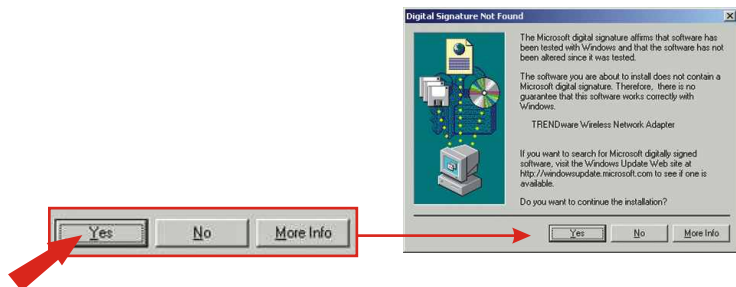 Digital Signature Not Found
The Microsoft digital signature affirms that software has
been tested with Windows and that the software has not
been altered since it was tested.
The software you are about to install does not contain a
Microsoft digital signature. Therefore, there is no
guarantee that this software works correctly with
Windows.
TRENDware Wireless Network Adapter
If you want to search for Microsoft digitally signed
software, visit the Windows Update Web site at
http://windowsupdate.microsoft.com to see if one is
available.
Do you want to continue the installation?
Yes No More Info
Yes No More Info